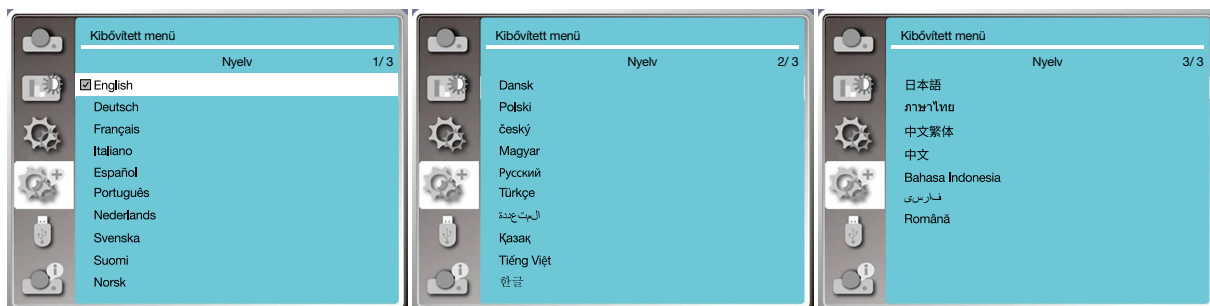 Kibővített menü
Nyelv 1/ 3
English
Deutsch
Français
Italiano
Español
Português
Nederlands
Svenska
Suomi
Norsk
Kibővített menü
Nyelv 2/ 3
Dansk
Polski
český
Magyar
Русский
Türkçe
المتعددة
Қазақ
Tiếng Việt
한글
Kibővített menü
Nyelv 3/ 3
日本語
ภาษาไทย
中文繁体
中文
Bahasa Indonesia
فارسی
Română